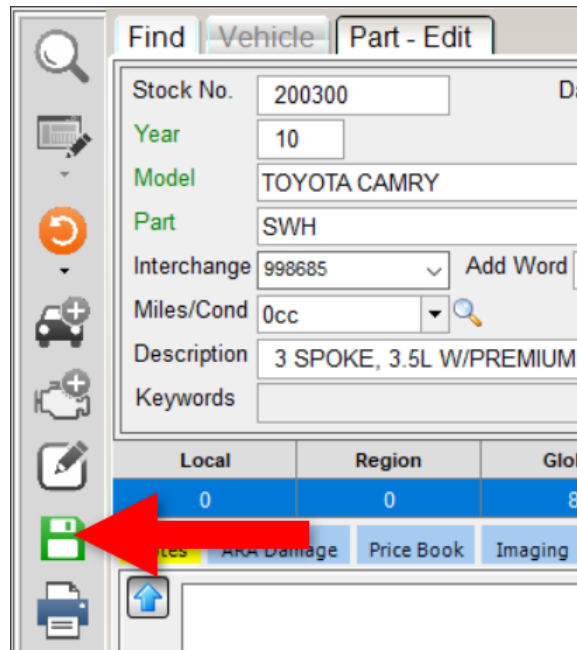 Find Vehicle Part - Edit
Stock No. 200300
Year 10
Model TOYOTA CAMRY
Part SWH
Interchange 998685 Add Word
Miles/Cond 0cc
Description 3 SPOKE, 3.5L W/PREMIUM
Keywords
Local Region
0 0 8
ARA Damage Price Book Imaging